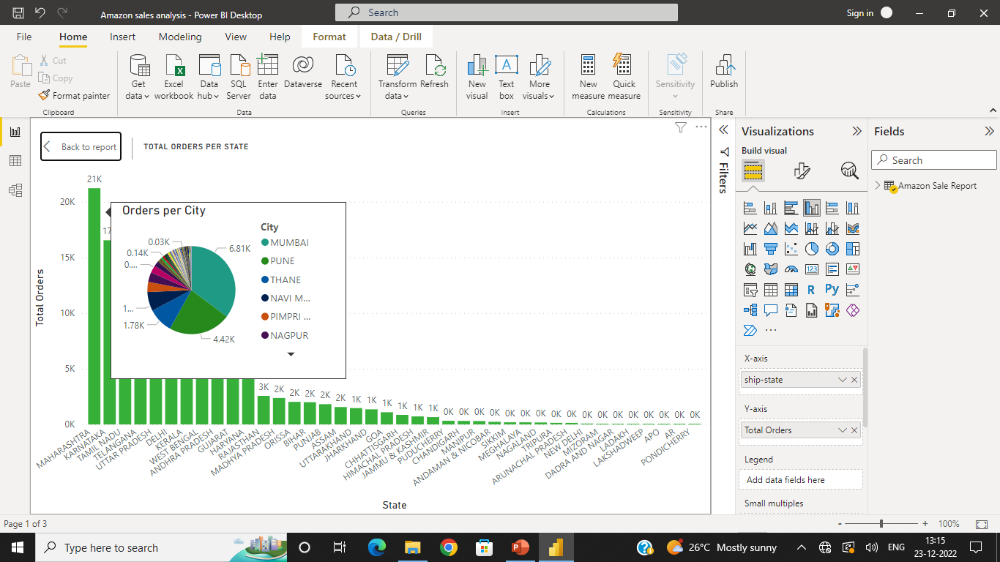 Amazon sales analysis - Power BI Desktop
Search
Sign in
File Home Insert Modeling View Help Format Data / Drill
Paste
Cut
Copy
Format painter
Clipboard
Get data
Excel workbook
Data hub
SQL Server
Enter data
Dataverse
Recent sources
Data
Transform data
Refresh
Queries
New visual
Text box
More visuals
Insert
New measure
Quick measure
Calculations
Sensitivity
Sensitivity
Publish
Share
Back to report
TOTAL ORDERS PER STATE
Total Orders
20K
15K
10K
5K
0K
21K
17
Orders per City
0.03K
0.14K
0....
1...
1.78K
4.42K
6.81K
City
MUMBAI
PUNE
THANE
NAVI M...
PIMPRI ...
NAGPUR
3K 2K 2K 2K 2K 2K 1K 1K 1K 1K 1K 1K 0K 0K 0K 0K 0K 0K 0K 0K 0K 0K 0K 0K 0K 0K 0K 0K 0K
MAHARASHTRA
KARNATAKA
TAMIL NADU
TELANGANA
UTTAR PRADESH
DELHI
KERALA
WEST BENGAL
ANDHRA PRADESH
GUJARAT
HARYANA
RAJASTHAN
MADHYA PRADESH
ORISSA
BIHAR
PUNJAB
ASSAM
UTTARAKHAND
JHARKHAND
GOA
CHHATTISGARH
HIMACHAL PRADESH
JAMMU & KASHMIR
PUDUCHERRY
CHANDIGARH
MANIPUR
ANDAMAN & NICOBAR
SIKKIM
MEGHALAYA
NAGALAND
TRIPURA
ARUNACHAL PRADESH
NEW DELHI
MIZORAM
DADRA AND NAGAR
LADAKH
LAKSHADWEEP
APO
AR
PONDICHERRY
State
Filters
Visualizations
Build visual
R
Py
123
X-axis
ship-state
Y-axis
Total Orders
Legend
Add data fields here
Small multiples
Fields
Search
Amazon Sale Report
Page 1 of 3
- + 100%
Type here to search
26°C Mostly sunny
ENG
13:15
23-12-2022